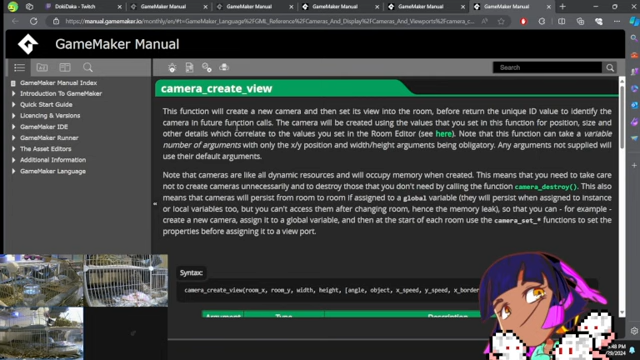 DokiDaka - Twitch
GameMaker Manual
GameMaker Manual
GameMaker Manual
GameMaker Manual
GameMaker Manual
Search
GameMaker Manual Index
Introduction To GameMaker
Quick Start Guide
Licencing & Versions
GameMaker IDE
GameMaker Runner
The Asset Editors
Additional Information
GameMaker Language
camera_create_view
This function will create a new camera and then set its view into the room, before return the unique ID value to identify the
camera in future function calls. The camera will be created using the values that you set in this function for position, size and
other details which correlate to the values you set in the Room Editor (see here). Note that this function can take a variable
number of arguments with only the x/y position and width/height arguments being obligatory. Any arguments not supplied will
use their default arguments.
Note that cameras are like all dynamic resources and will occupy memory when created. This means that you need to take care
not to create cameras unnecessarily and to destroy those that you don't need by calling the function camera_destroy(). This also
means that cameras will persist from room to room if assigned to a global variable (they will persist when assigned to instance
or local variables too, but you can't access them after changing room, hence the memory leak), so that you can - for example -
create a new camera, assign it to a global variable, and then at the start of each room use the camera_set_* functions to set the
properties before assigning it to a view port.
Syntax:
camera_create_view(room_x, room_y, width, height, [angle, object, x_speed, y_speed, x_border
Argument Type Description